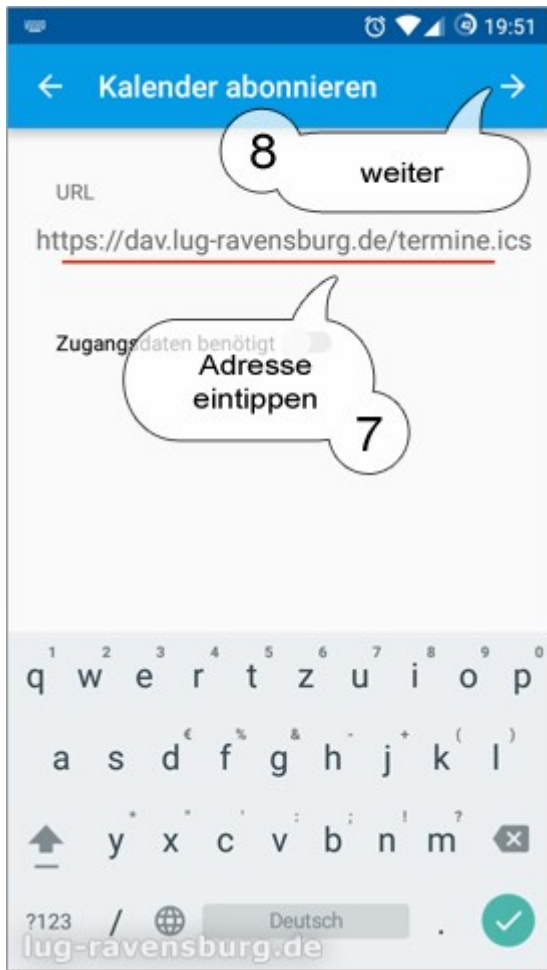 19:51
Kalender abonnieren
8
weiter
URL
https://dav.lug-ravensburg.de/termine.ics
Zugangsdaten benötigt
Adresse
eintippen
7
1 2 3 4 5 6 7 8 9 0
q w e r t z u i o p
€ % & - + ( )
a s d f g h j k l
* " ' : ; ! ?
y x c v b n m
?123 / Deutsch .
lug-ravensburg.de